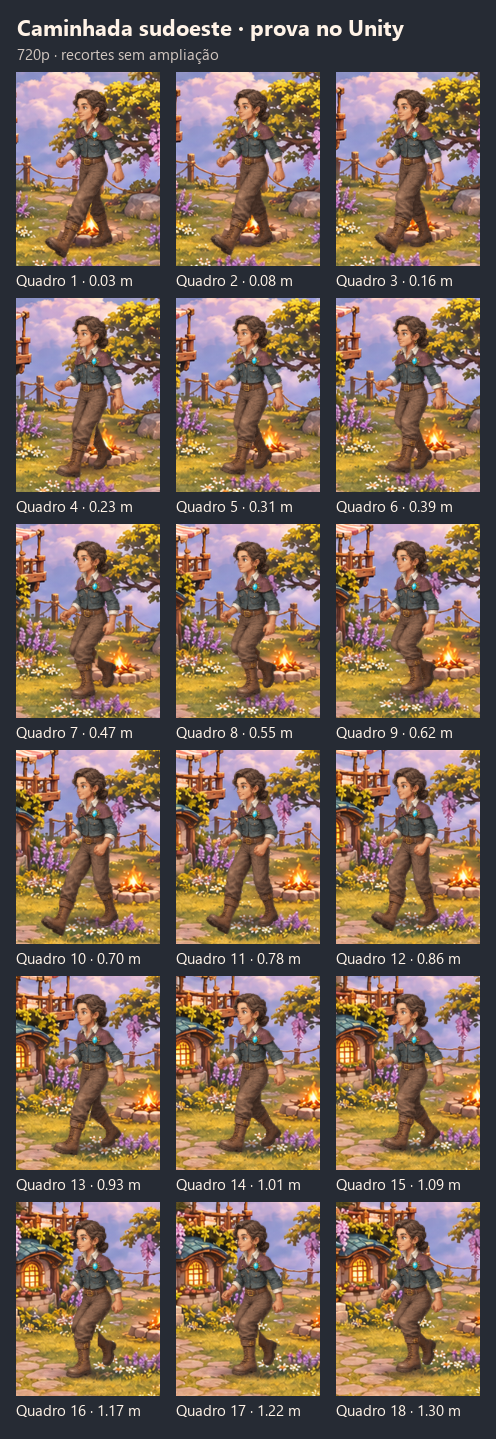 Caminhada sudoeste · prova no Unity
720p · recortes sem ampliação
Quadro 1 · 0.03 m
Quadro 2 · 0.08 m
Quadro 3 · 0.16 m
Quadro 4 · 0.23 m
Quadro 5 · 0.31 m
Quadro 6 · 0.39 m
Quadro 7 · 0.47 m
Quadro 8 · 0.55 m
Quadro 9 · 0.62 m
Quadro 10 · 0.70 m
Quadro 11 · 0.78 m
Quadro 12 · 0.86 m
Quadro 13 · 0.93 m
Quadro 14 · 1.01 m
Quadro 15 · 1.09 m
Quadro 16 · 1.17 m
Quadro 17 · 1.22 m
Quadro 18 · 1.30 m